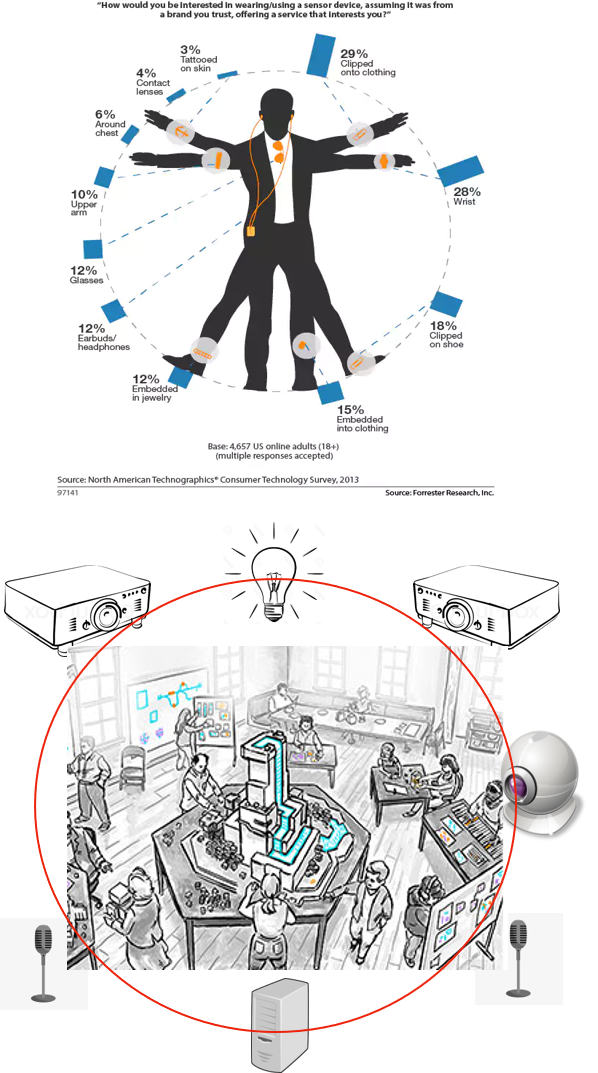 “How would you be interested in wearing/using a sensor device, assuming it was from
a brand you trust, offering a service that interests you?”
3%
Tattooed
on skin
29%
Clipped
onto clothing
4%
Contact
lenses
6%
Around
chest
10%
Upper
arm
28%
Wrist
12%
Glasses
12%
Earbuds/
headphones
18%
Clipped
on shoe
12%
Embedded
in jewelry
15%
Embedded
into clothing
Base: 4,657 US online adults (18+)
(multiple responses accepted)
Source: North American Technographics® Consumer Technology Survey, 2013
97141
Source: Forrester Research, Inc.